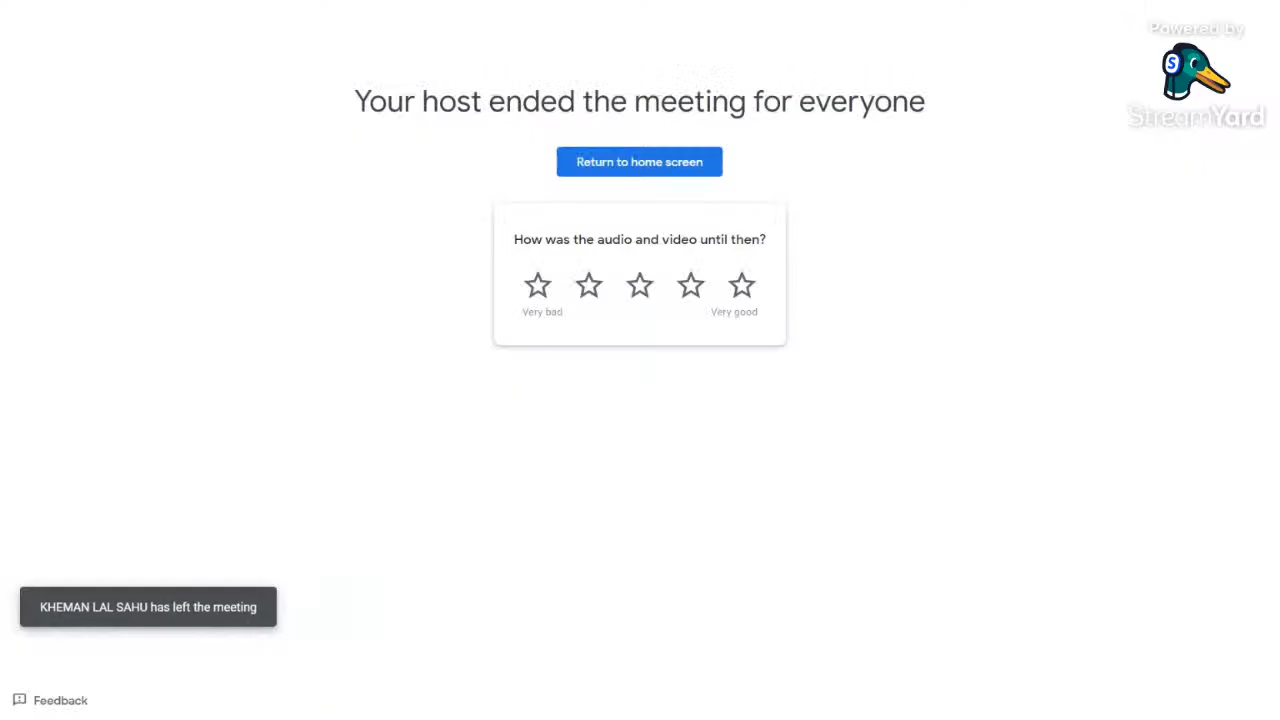 Powered by
S
StreamYard
Your host ended the meeting for everyone
Return to home screen
How was the audio and video until then?
Very bad
Very good
KHEMAN LAL SAHU has left the meeting
Feedback